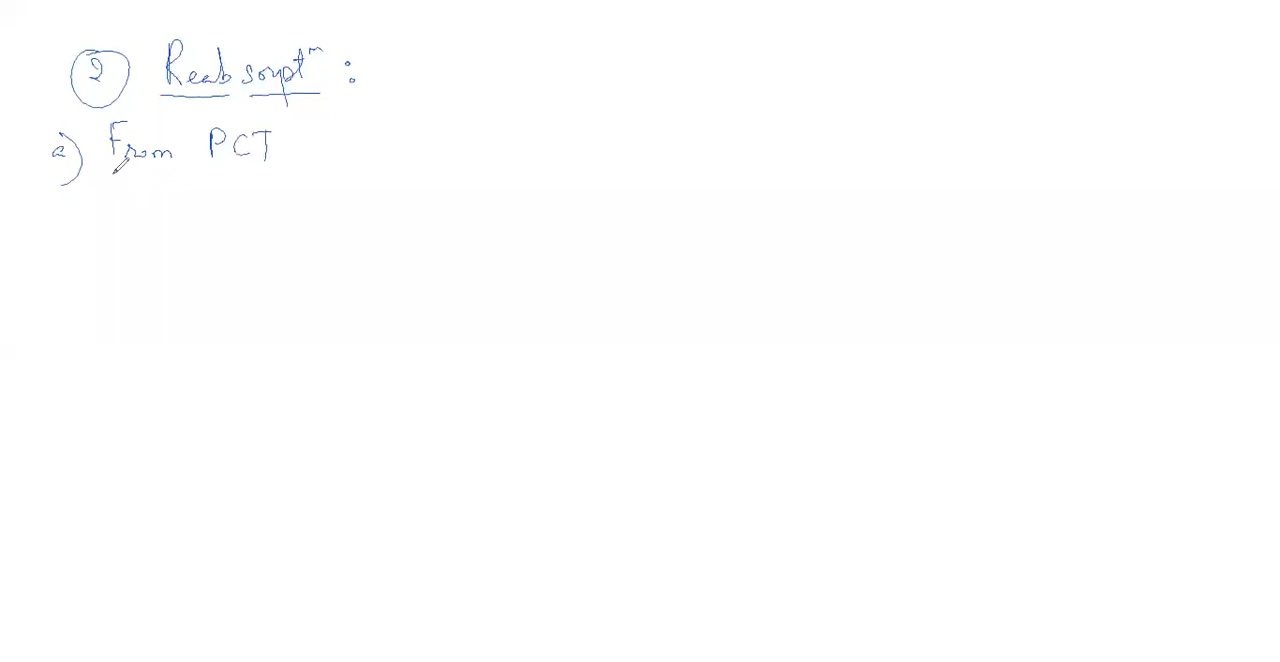 2 Reabsorptⁿ :
a) From PCT